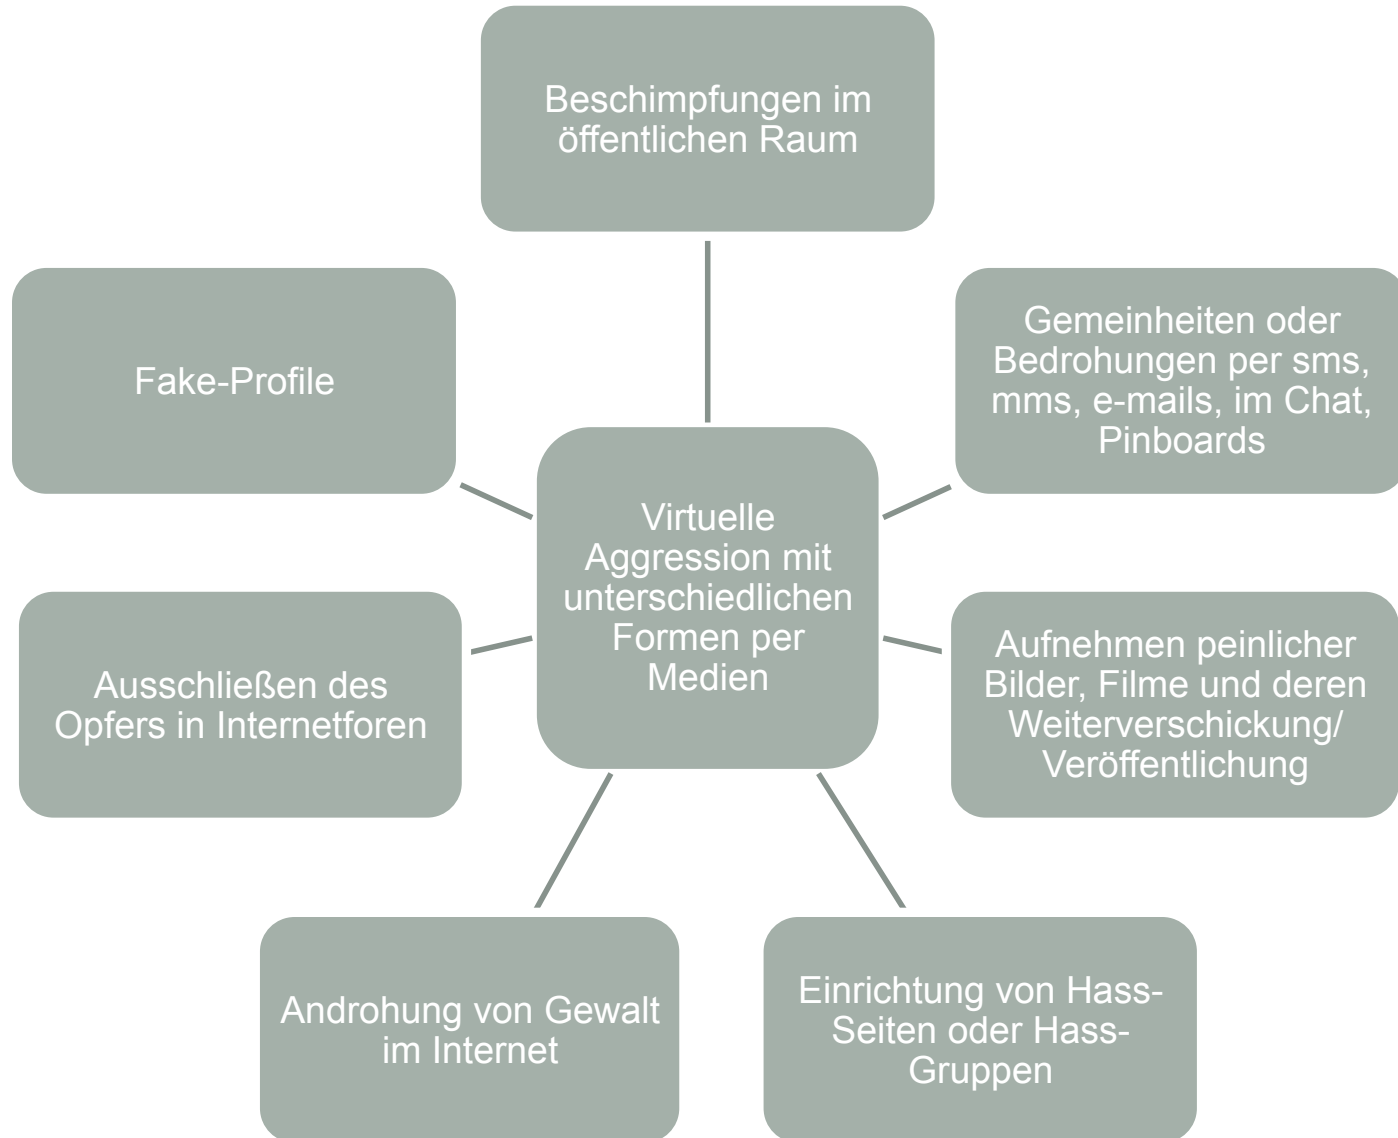 Beschimpfungen im
öffentlichen Raum
Gemeinheiten oder
Bedrohungen per sms,
mms, e-mails, im Chat,
Pinboards
Fake-Profile
Virtuelle
Aggression mit
unterschiedlichen
Formen per
Medien
Aufnehmen peinlicher
Bilder, Filme und deren
Weiterverschickung/
Veröffentlichung
Ausschließen des
Opfers in Internetforen
Einrichtung von Hass-
Seiten oder Hass-
Gruppen
Androhung von Gewalt
im Internet